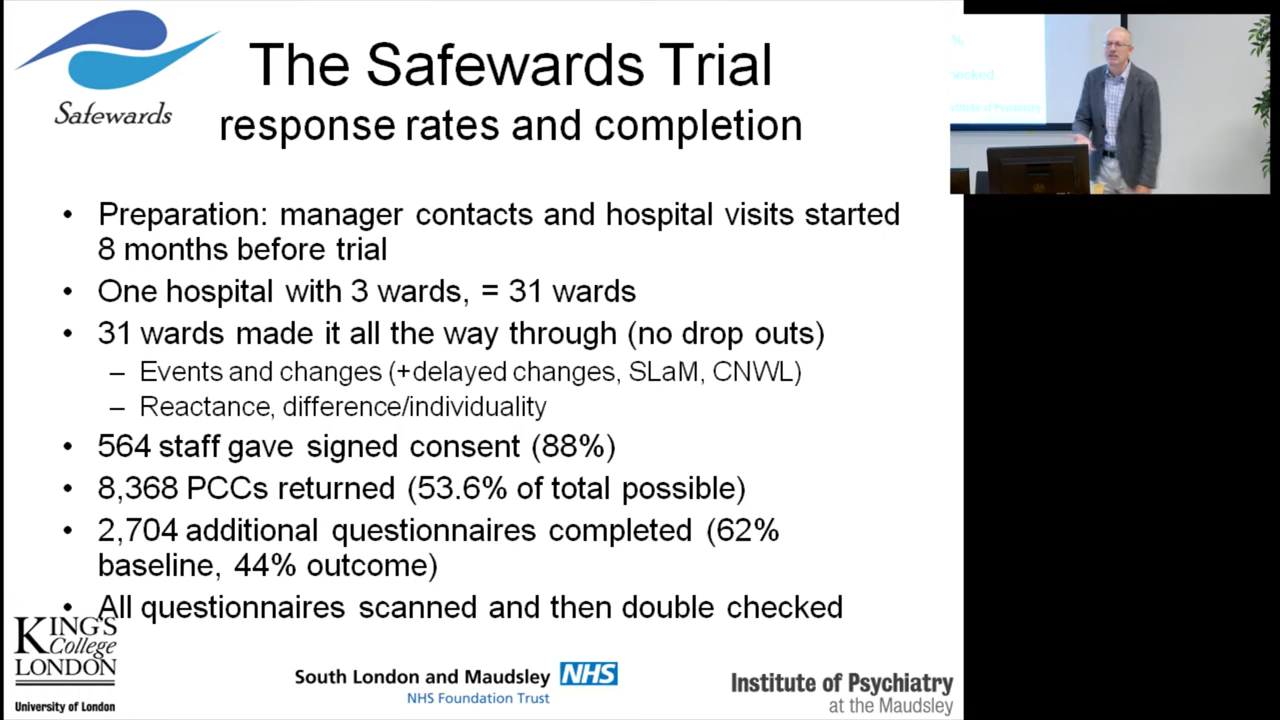 The Safewards Trial
response rates and completion
Safewards
• Preparation: manager contacts and hospital visits started
8 months before trial
• One hospital with 3 wards, = 31 wards
• 31 wards made it all the way through (no drop outs)
– Events and changes (+delayed changes, SLaM, CNWL)
– Reactance, difference/individuality
• 564 staff gave signed consent (88%)
• 8,368 PCCs returned (53.6% of total possible)
• 2,704 additional questionnaires completed (62%
baseline, 44% outcome)
• All questionnaires scanned and then double checked
KING'S
College
LONDON
University of London
South London and Maudsley NHS
NHS Foundation Trust
Institute of Psychiatry
at the Maudsley
%
hecked
stitute of Psychiatry